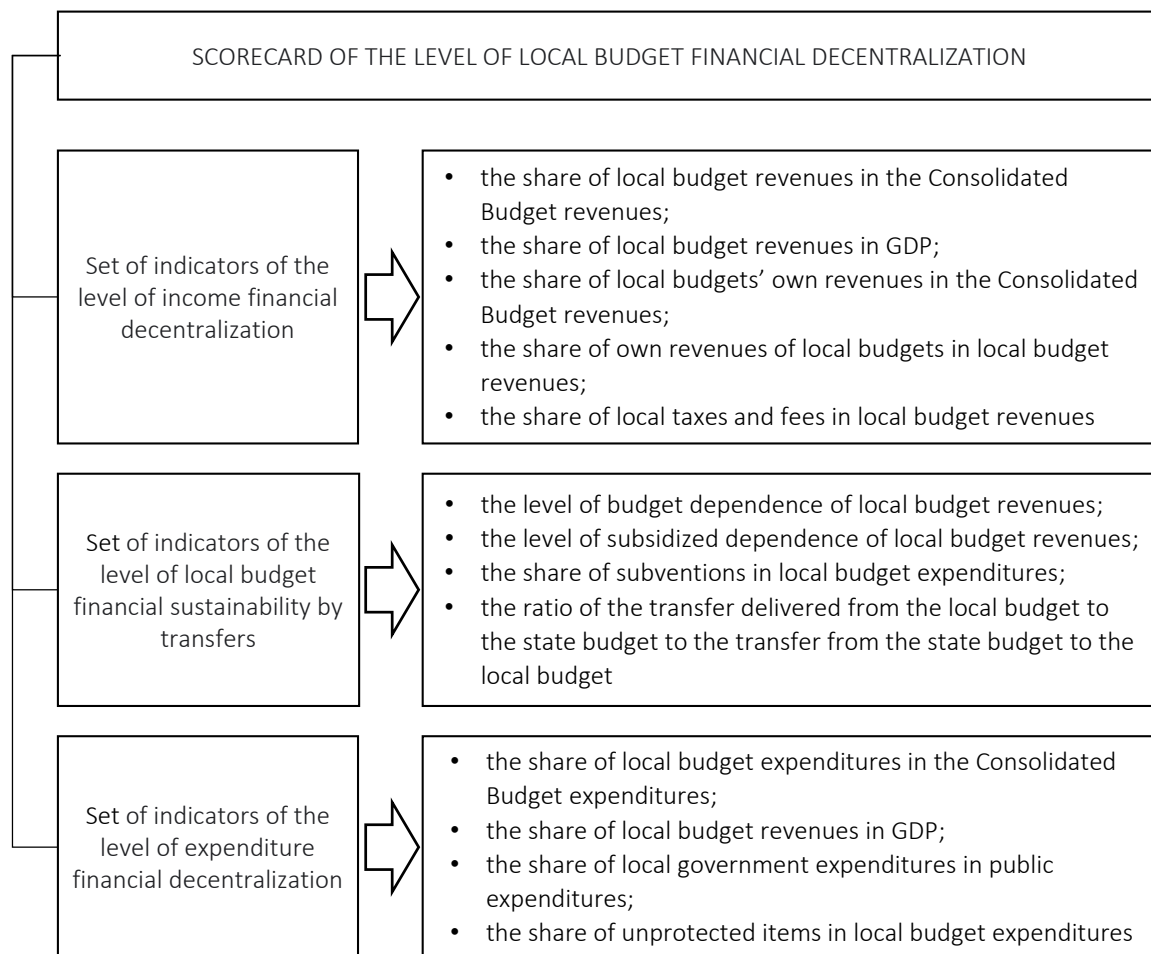 SCORECARD OF THE LEVEL OF LOCAL BUDGET FINANCIAL DECENTRALIZATION
Set of indicators of the
level of income financial
decentralization
• the share of local budget revenues in the Consolidated
Budget revenues;
• the share of local budget revenues in GDP;
• the share of local budgets’ own revenues in the Consolidated
Budget revenues;
• the share of own revenues of local budgets in local budget
revenues;
• the share of local taxes and fees in local budget revenues
Set of indicators of the
level of local budget
financial sustainability by
transfers
• the level of budget dependence of local budget revenues;
• the level of subsidized dependence of local budget revenues;
• the share of subventions in local budget expenditures;
• the ratio of the transfer delivered from the local budget to
the state budget to the transfer from the state budget to the
local budget
Set of indicators of the
level of expenditure
financial decentralization
• the share of local budget expenditures in the Consolidated
Budget expenditures;
• the share of local budget revenues in GDP;
• the share of local government expenditures in public
expenditures;
• the share of unprotected items in local budget expenditures